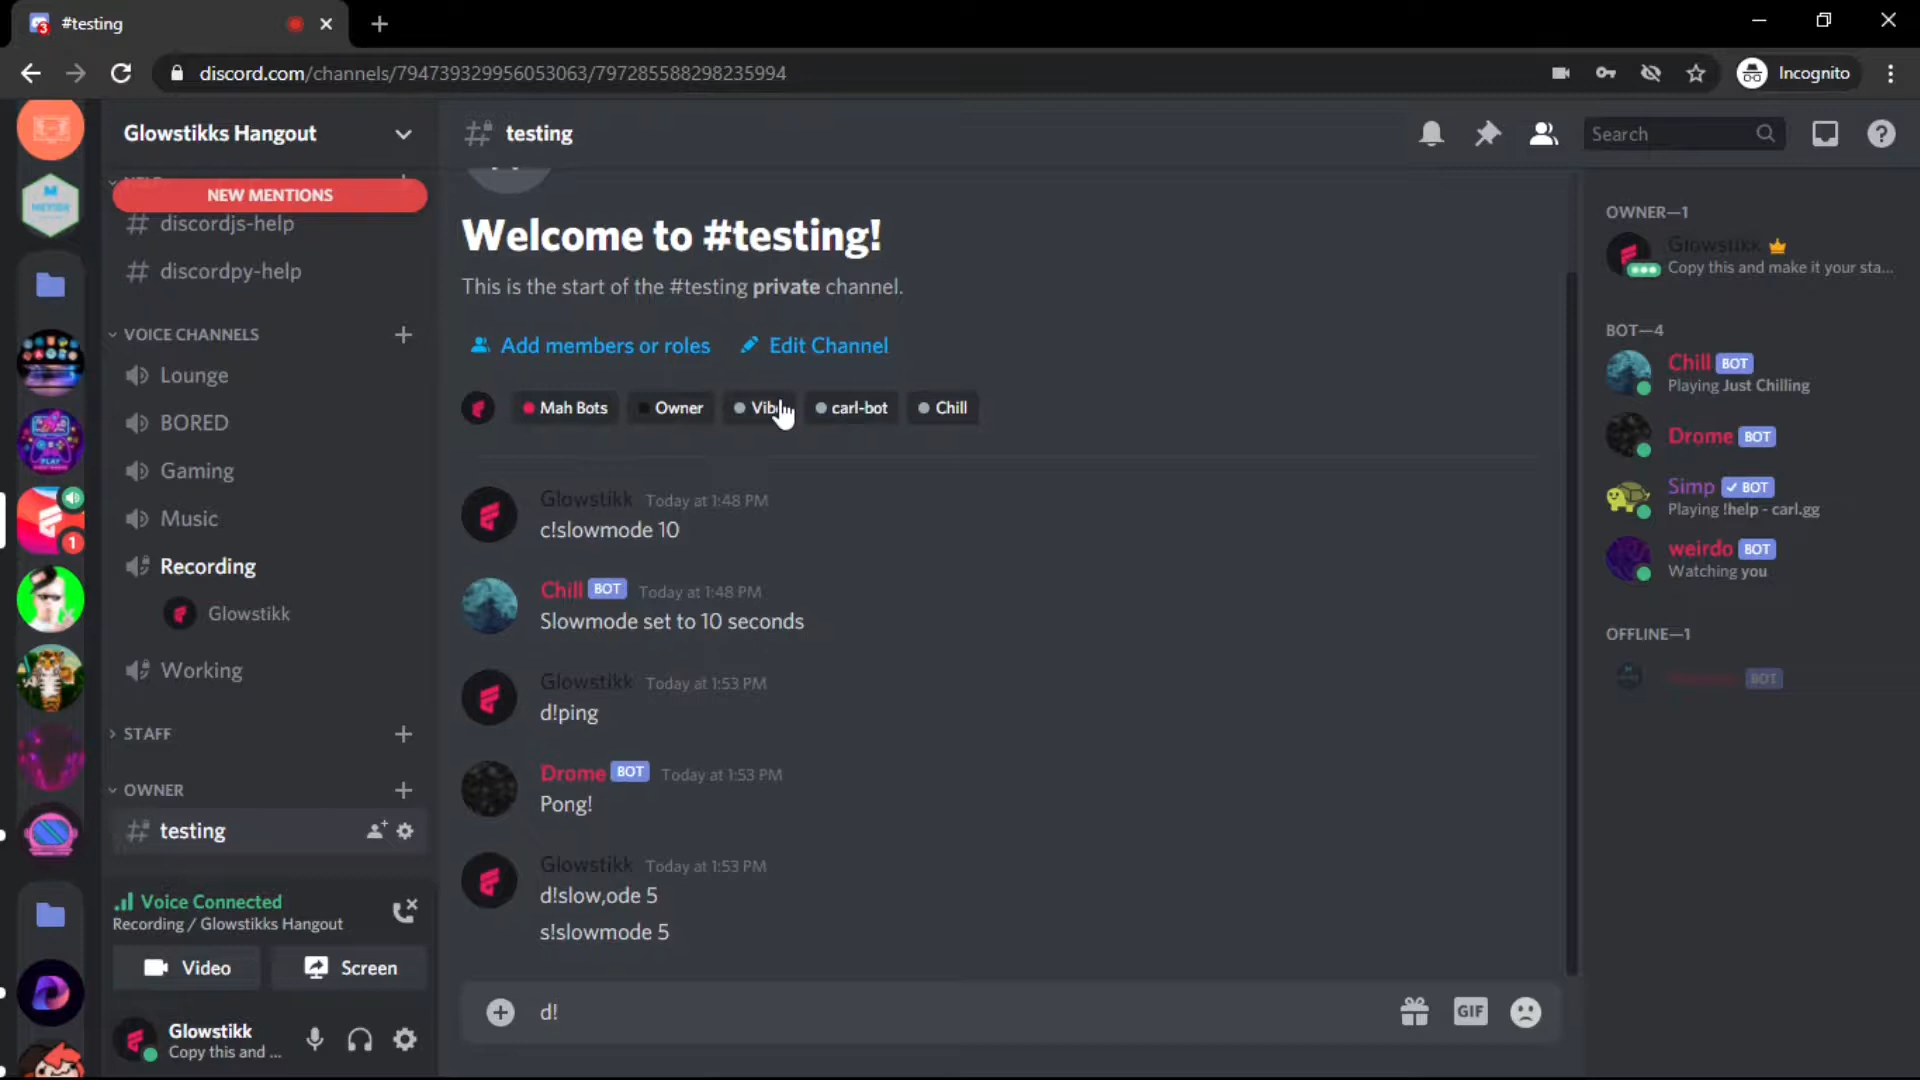 #testing
discord.com/channels/794739329956053063/797285588298235994
Incognito
Glowstikks Hangout
NEW MENTIONS
discordjs-help
discordpy-help
VOICE CHANNELS
Lounge
BORED
Gaming
Music
Recording
Glowstikk
Working
STAFF
OWNER
testing
Voice Connected
Recording / Glowstikks Hangout
Video
Screen
Glowstikk
Copy this and ...
testing
Search
Welcome to #testing!
This is the start of the #testing private channel.
Add members or roles
Edit Channel
Mah Bots
Owner
carl-bot
Chill
Glowstikk Today at 1:48 PM
c!slowmode 10
Chill BOT Today at 1:48 PM
Slowmode set to 10 seconds
Glowstikk Today at 1:53 PM
d!ping
Drome BOT Today at 1:53 PM
Pong!
Glowstikk Today at 1:53 PM
d!slow,ode 5
s!slowmode 5
d!
GIF
OWNER—1
Glowstikk
Copy this and make it your sta...
BOT—4
Chill BOT
Playing Just Chilling
Drome BOT
Simp BOT
Playing !help - carl.gg
weirdo BOT
Watching you
OFFLINE—1
BOT